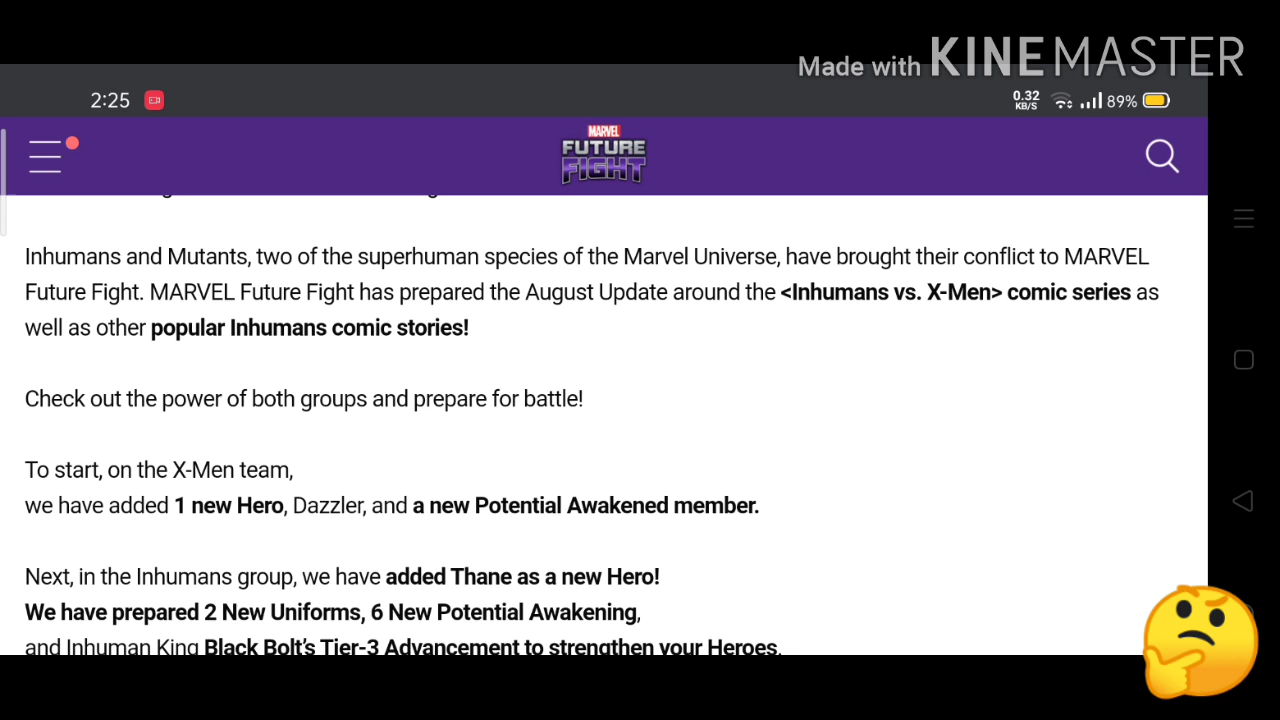 Made with KINEMASTER
2:25
0.32
KB/S
89%
MARVEL
FUTURE
FIGHT
Inhumans and Mutants, two of the superhuman species of the Marvel Universe, have brought their conflict to MARVEL
Future Fight. MARVEL Future Fight has prepared the August Update around the <Inhumans vs. X-Men> comic series as
well as other popular Inhumans comic stories!
Check out the power of both groups and prepare for battle!
To start, on the X-Men team,
we have added 1 new Hero, Dazzler, and a new Potential Awakened member.
Next, in the Inhumans group, we have added Thane as a new Hero!
We have prepared 2 New Uniforms, 6 New Potential Awakening,
and Inhuman King Black Bolt's Tier-3 Advancement to strengthen your Heroes.